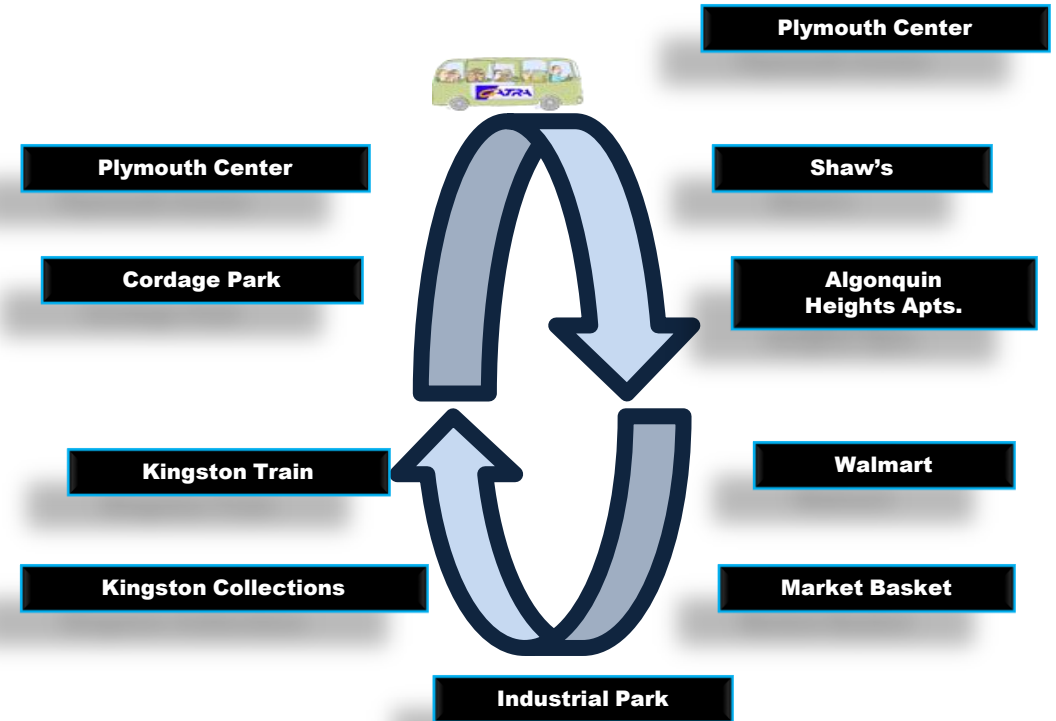 Plymouth Center
GATRA
Plymouth Center
Shaw’s
Cordage Park
Algonquin
Heights Apts.
Kingston Train
Walmart
Kingston Collections
Market Basket
Industrial Park